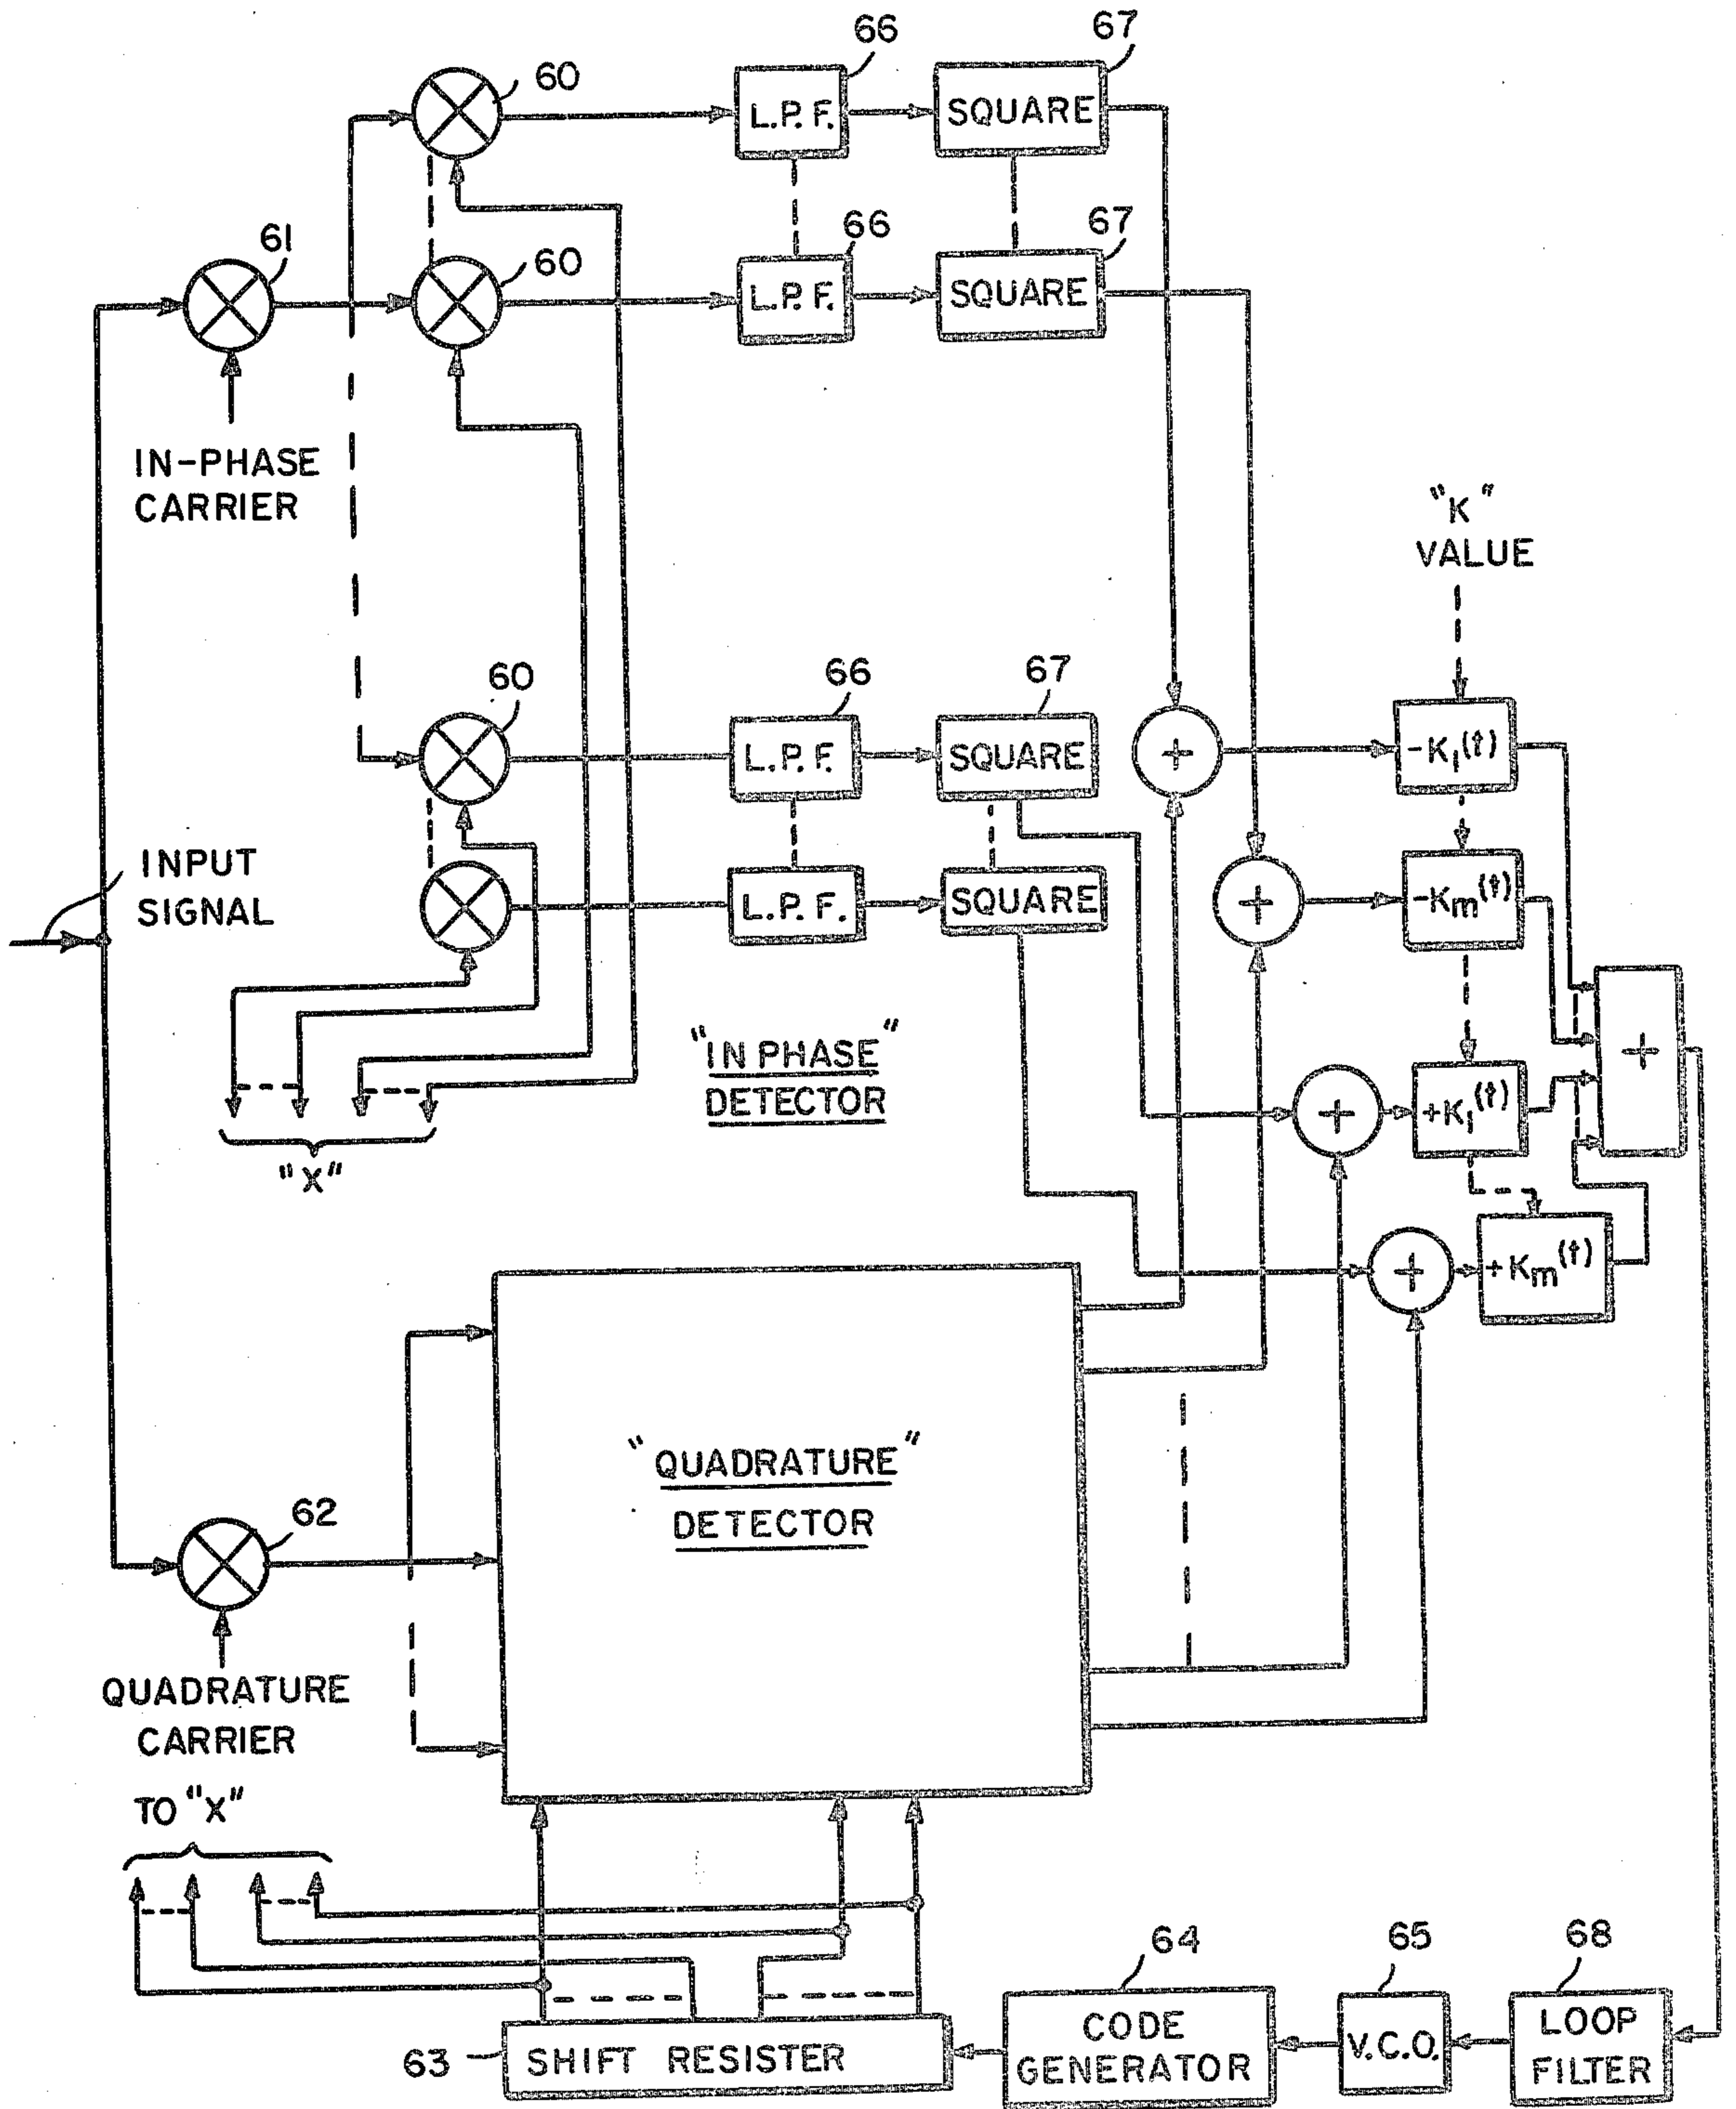 66
67
60
L.P.F.
SQUARE
61
60
66
67
L.P.F.
SQUARE
IN-PHASE
CARRIER
"K"
VALUE
60
66
67
L.P.F.
SQUARE
+
-K₁(t)
INPUT
SIGNAL
L.P.F.
SQUARE
+
-Km(t)
"IN PHASE"
DETECTOR
+
+
+K₁(t)
"X"
+
+Km(t)
"QUADRATURE"
DETECTOR
62
QUADRATURE
CARRIER
TO "X"
64
65
68
63
SHIFT RESISTER
CODE
GENERATOR
V.C.O.
LOOP
FILTER